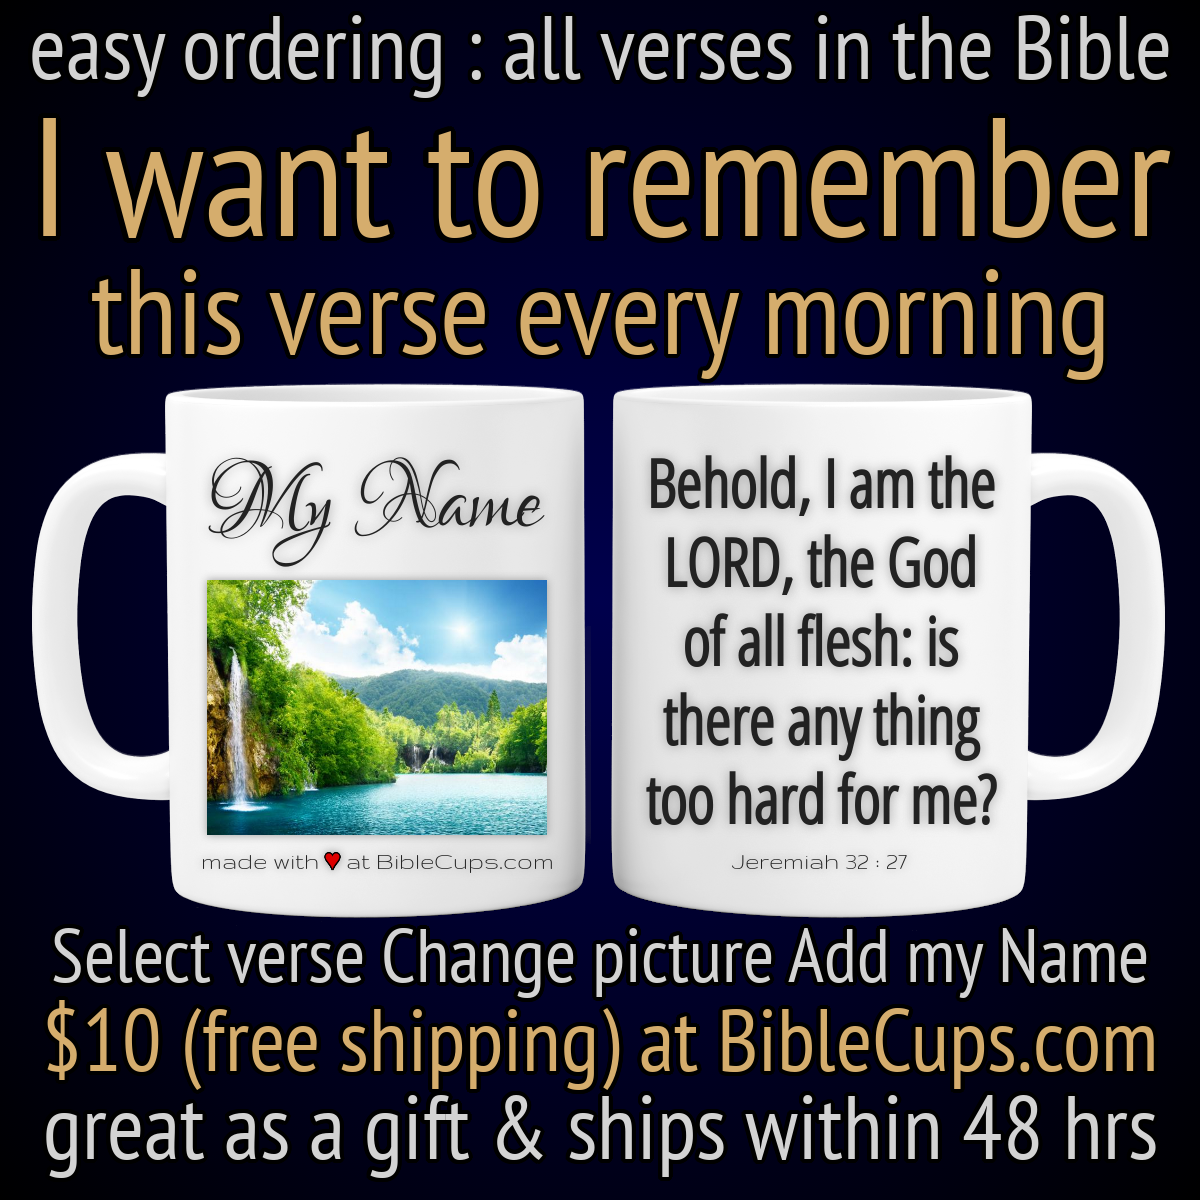 easy ordering : all verses in the Bible
I want to remember
this verse every morning
My Name
made with ♥ at BibleCups.com
Behold, I am the
LORD, the God
of all flesh: is
there any thing
too hard for me?
Jeremiah 32 : 27
Select verse Change picture Add my Name
$10 (free shipping) at BibleCups.com
great as a gift & ships within 48 hrs